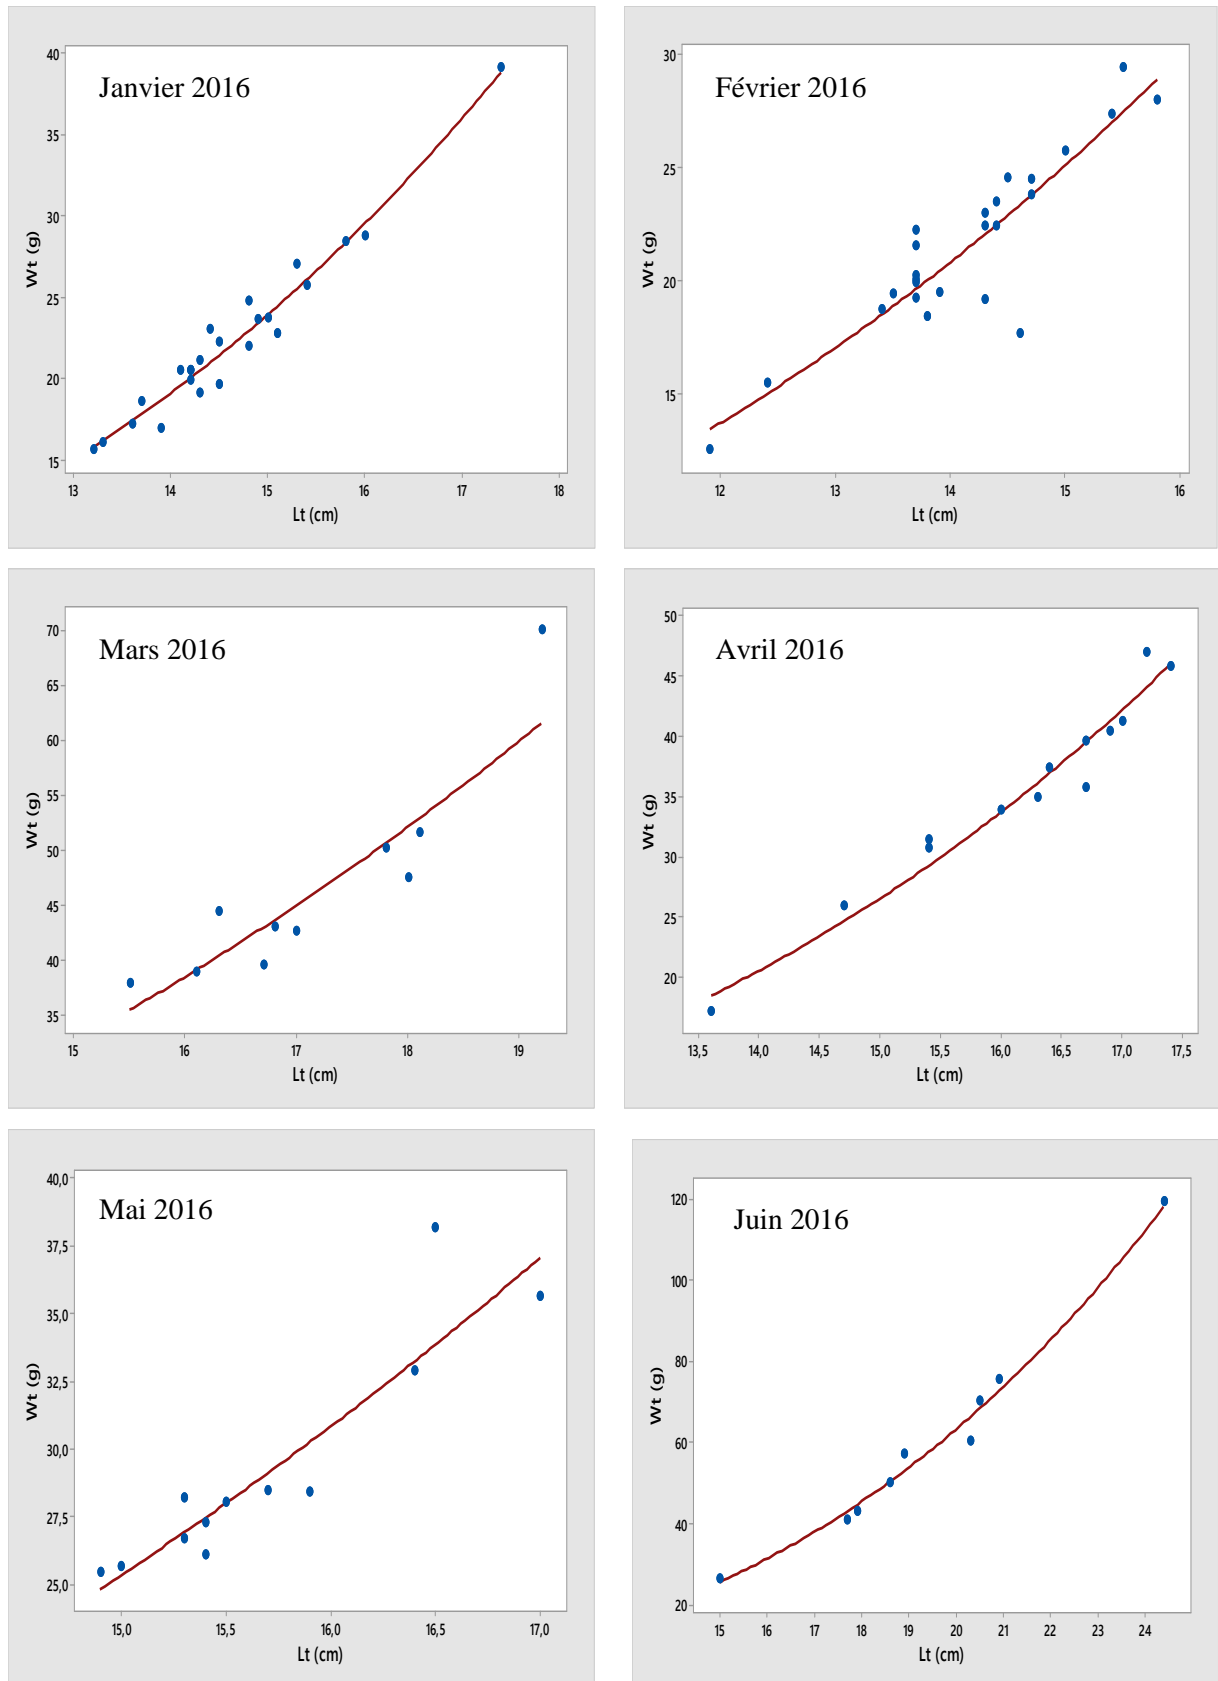 Janvier 2016
40
35
30
25
20
15
Wt (g)
13 14 15 16 17 18
Lt (cm)
Février 2016
30
25
20
15
Wt (g)
12 13 14 15 16
Lt (cm)
Mars 2016
70
65
60
55
50
45
40
35
Wt (g)
15 16 17 18 19
Lt (cm)
Avril 2016
50
45
40
35
30
25
20
Wt (g)
13,5 14,0 14,5 15,0 15,5 16,0 16,5 17,0 17,5
Lt (cm)
Mai 2016
40,0
37,5
35,0
32,5
30,0
27,5
25,0
Wt (g)
15,0 15,5 16,0 16,5 17,0
Lt (cm)
Juin 2016
120
100
80
60
40
20
Wt (g)
15 16 17 18 19 20 21 22 23 24
Lt (cm)